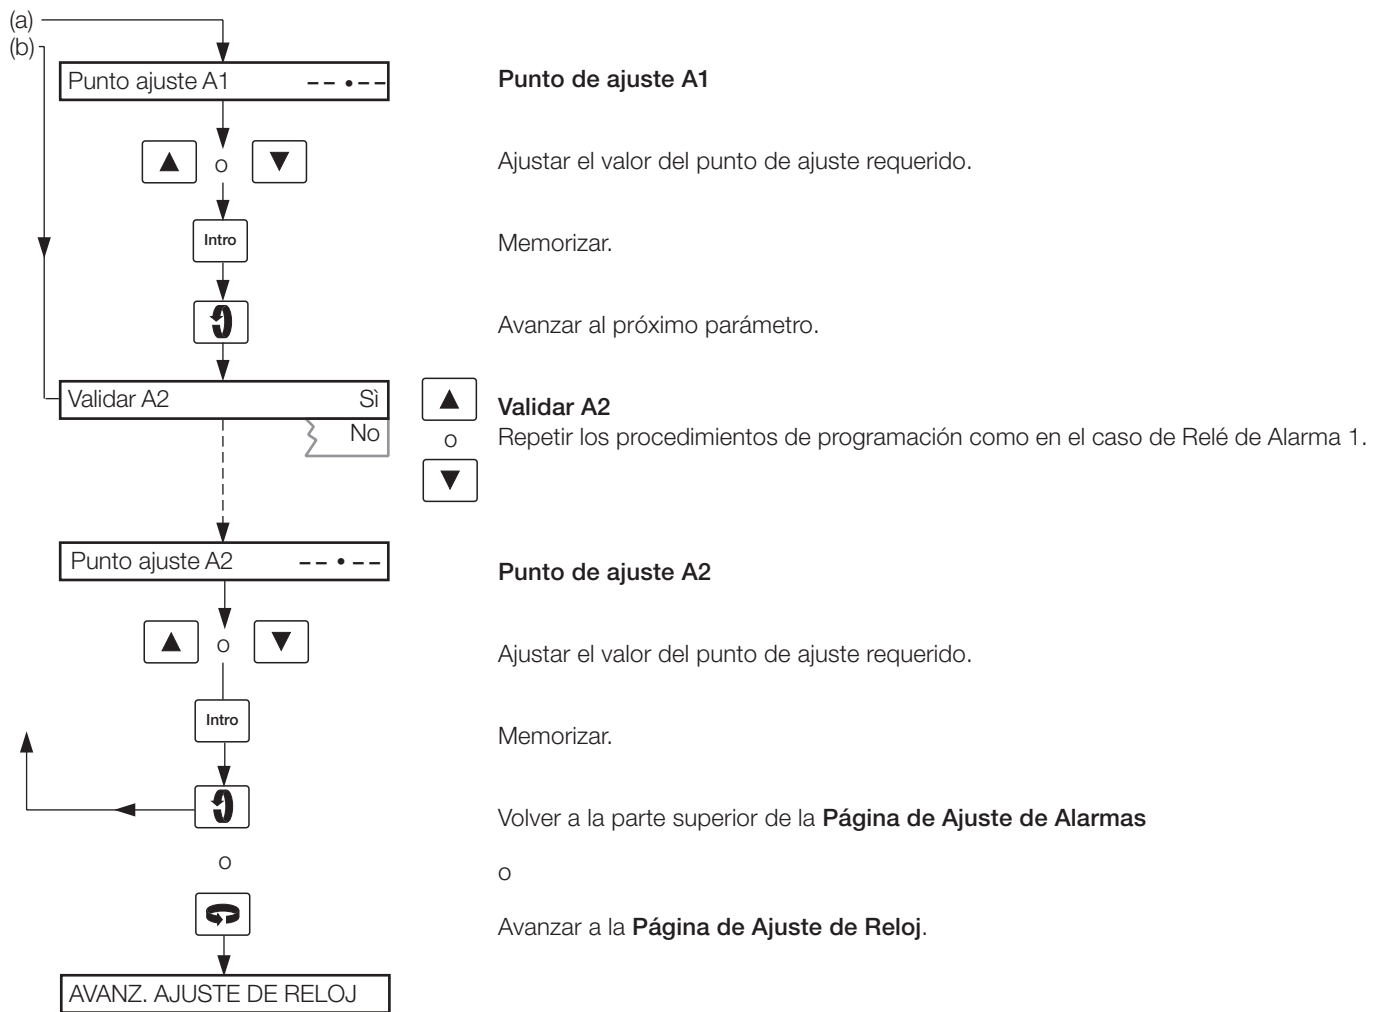 (a)
(b)
Punto ajuste A1 -- • --
Punto de ajuste A1
o
Ajustar el valor del punto de ajuste requerido.
Intro
Memorizar.
Avanzar al próximo parámetro.
Validar A2 Sì
No
o
Validar A2
Repetir los procedimientos de programación como en el caso de Relé de Alarma 1.
Punto ajuste A2 -- • --
Punto de ajuste A2
o
Ajustar el valor del punto de ajuste requerido.
Intro
Memorizar.
Volver a la parte superior de la Página de Ajuste de Alarmas
o
o
Avanzar a la Página de Ajuste de Reloj.
AVANZ. AJUSTE DE RELOJ